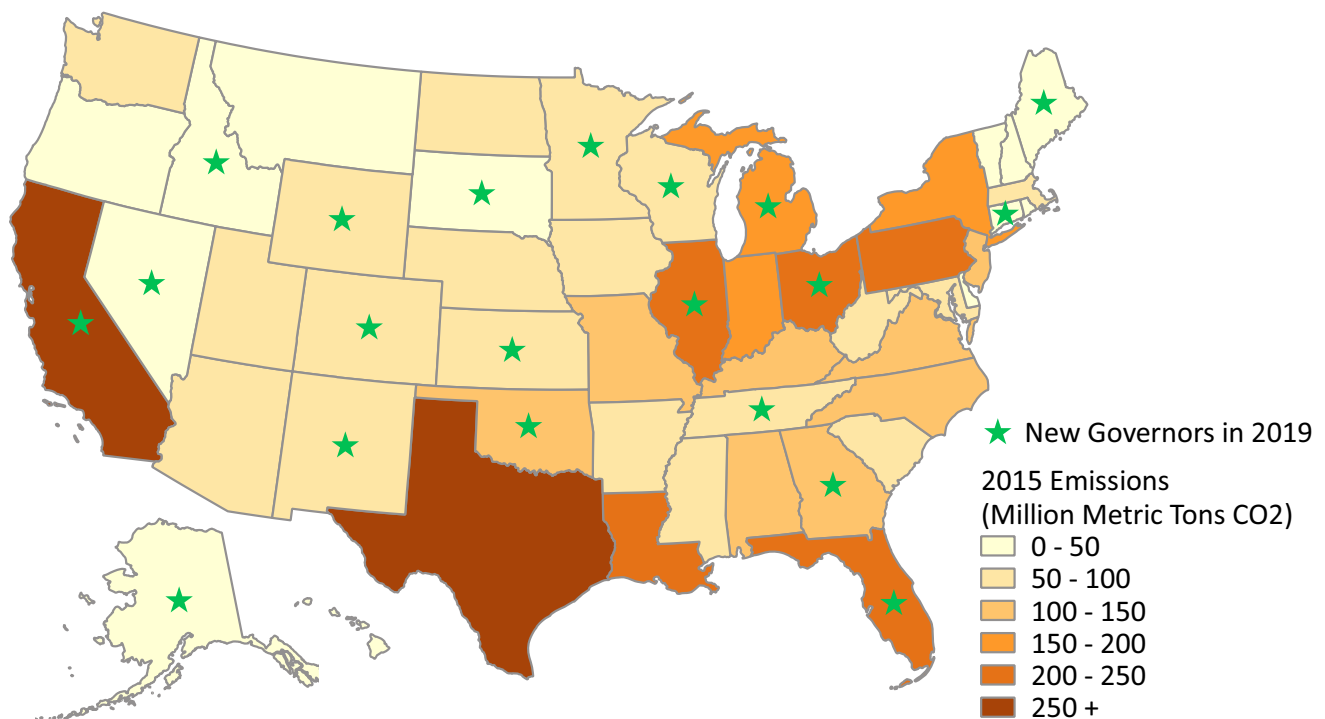 New Governors in 2019
2015 Emissions
(Million Metric Tons CO2)
0 - 50
50 - 100
100 - 150
150 - 200
200 - 250
250 +